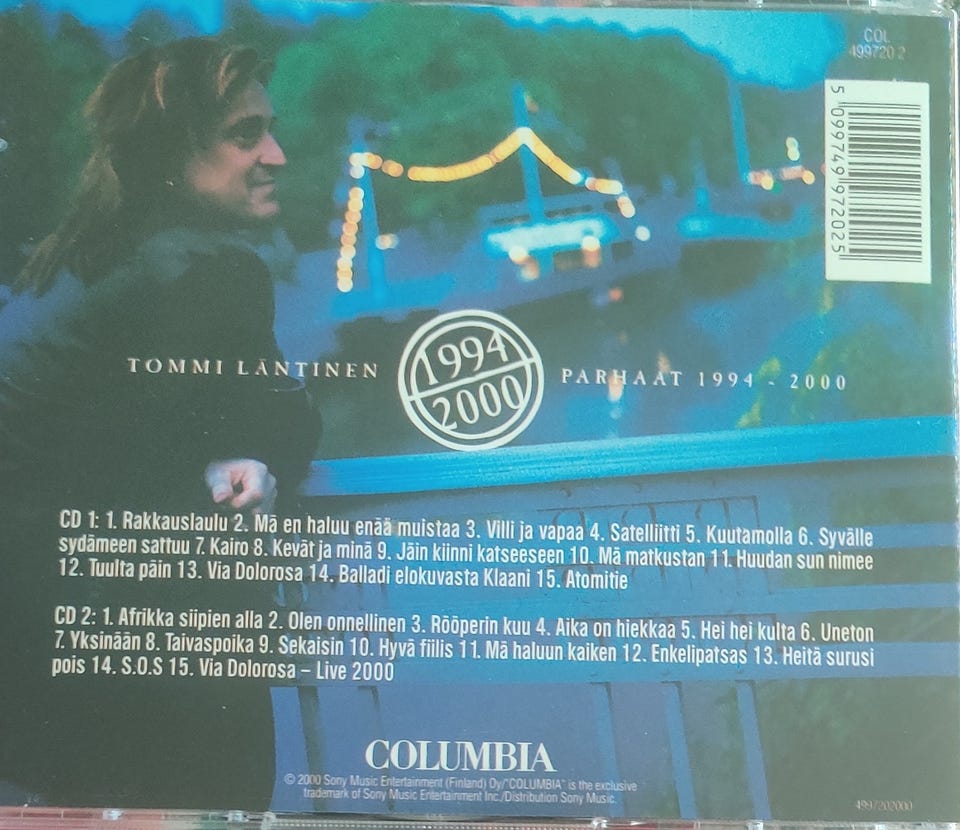 COL
499720 2
5 099749 972025
TOMMI LÄNTINEN
1994
2000
PARHAAT 1994 - 2000
CD 1: 1. Rakkauslaulu 2. Mä en haluu enää muistaa 3. Villi ja vapaa 4. Satelliitti 5. Kuutamolla 6. Syvälle
sydämeen sattuu 7. Kairo 8. Kevät ja minä 9. Jäin kiinni katseeseen 10. Mä matkustan 11. Huudan sun nimee
12. Tuulta päin 13. Via Dolorosa 14. Balladi elokuvasta Klaani 15. Atomitie
CD 2: 1. Afrikka siipien alla 2. Olen onnellinen 3. Rööperin kuu 4. Aika on hiekkaa 5. Hei hei kulta 6. Uneton
7. Yksinään 8. Taivaspoika 9. Sekaisin 10. Hyvä fiilis 11. Mä haluun kaiken 12. Enkelipatsas 13. Heitä surusi
pois 14. S.O.S 15. Via Dolorosa – Live 2000
COLUMBIA
© 2000 Sony Music Entertainment (Finland) Oy/"COLUMBIA" is the exclusive
trademark of Sony Music Entertainment Inc./Distribution Sony Music.
4997202000